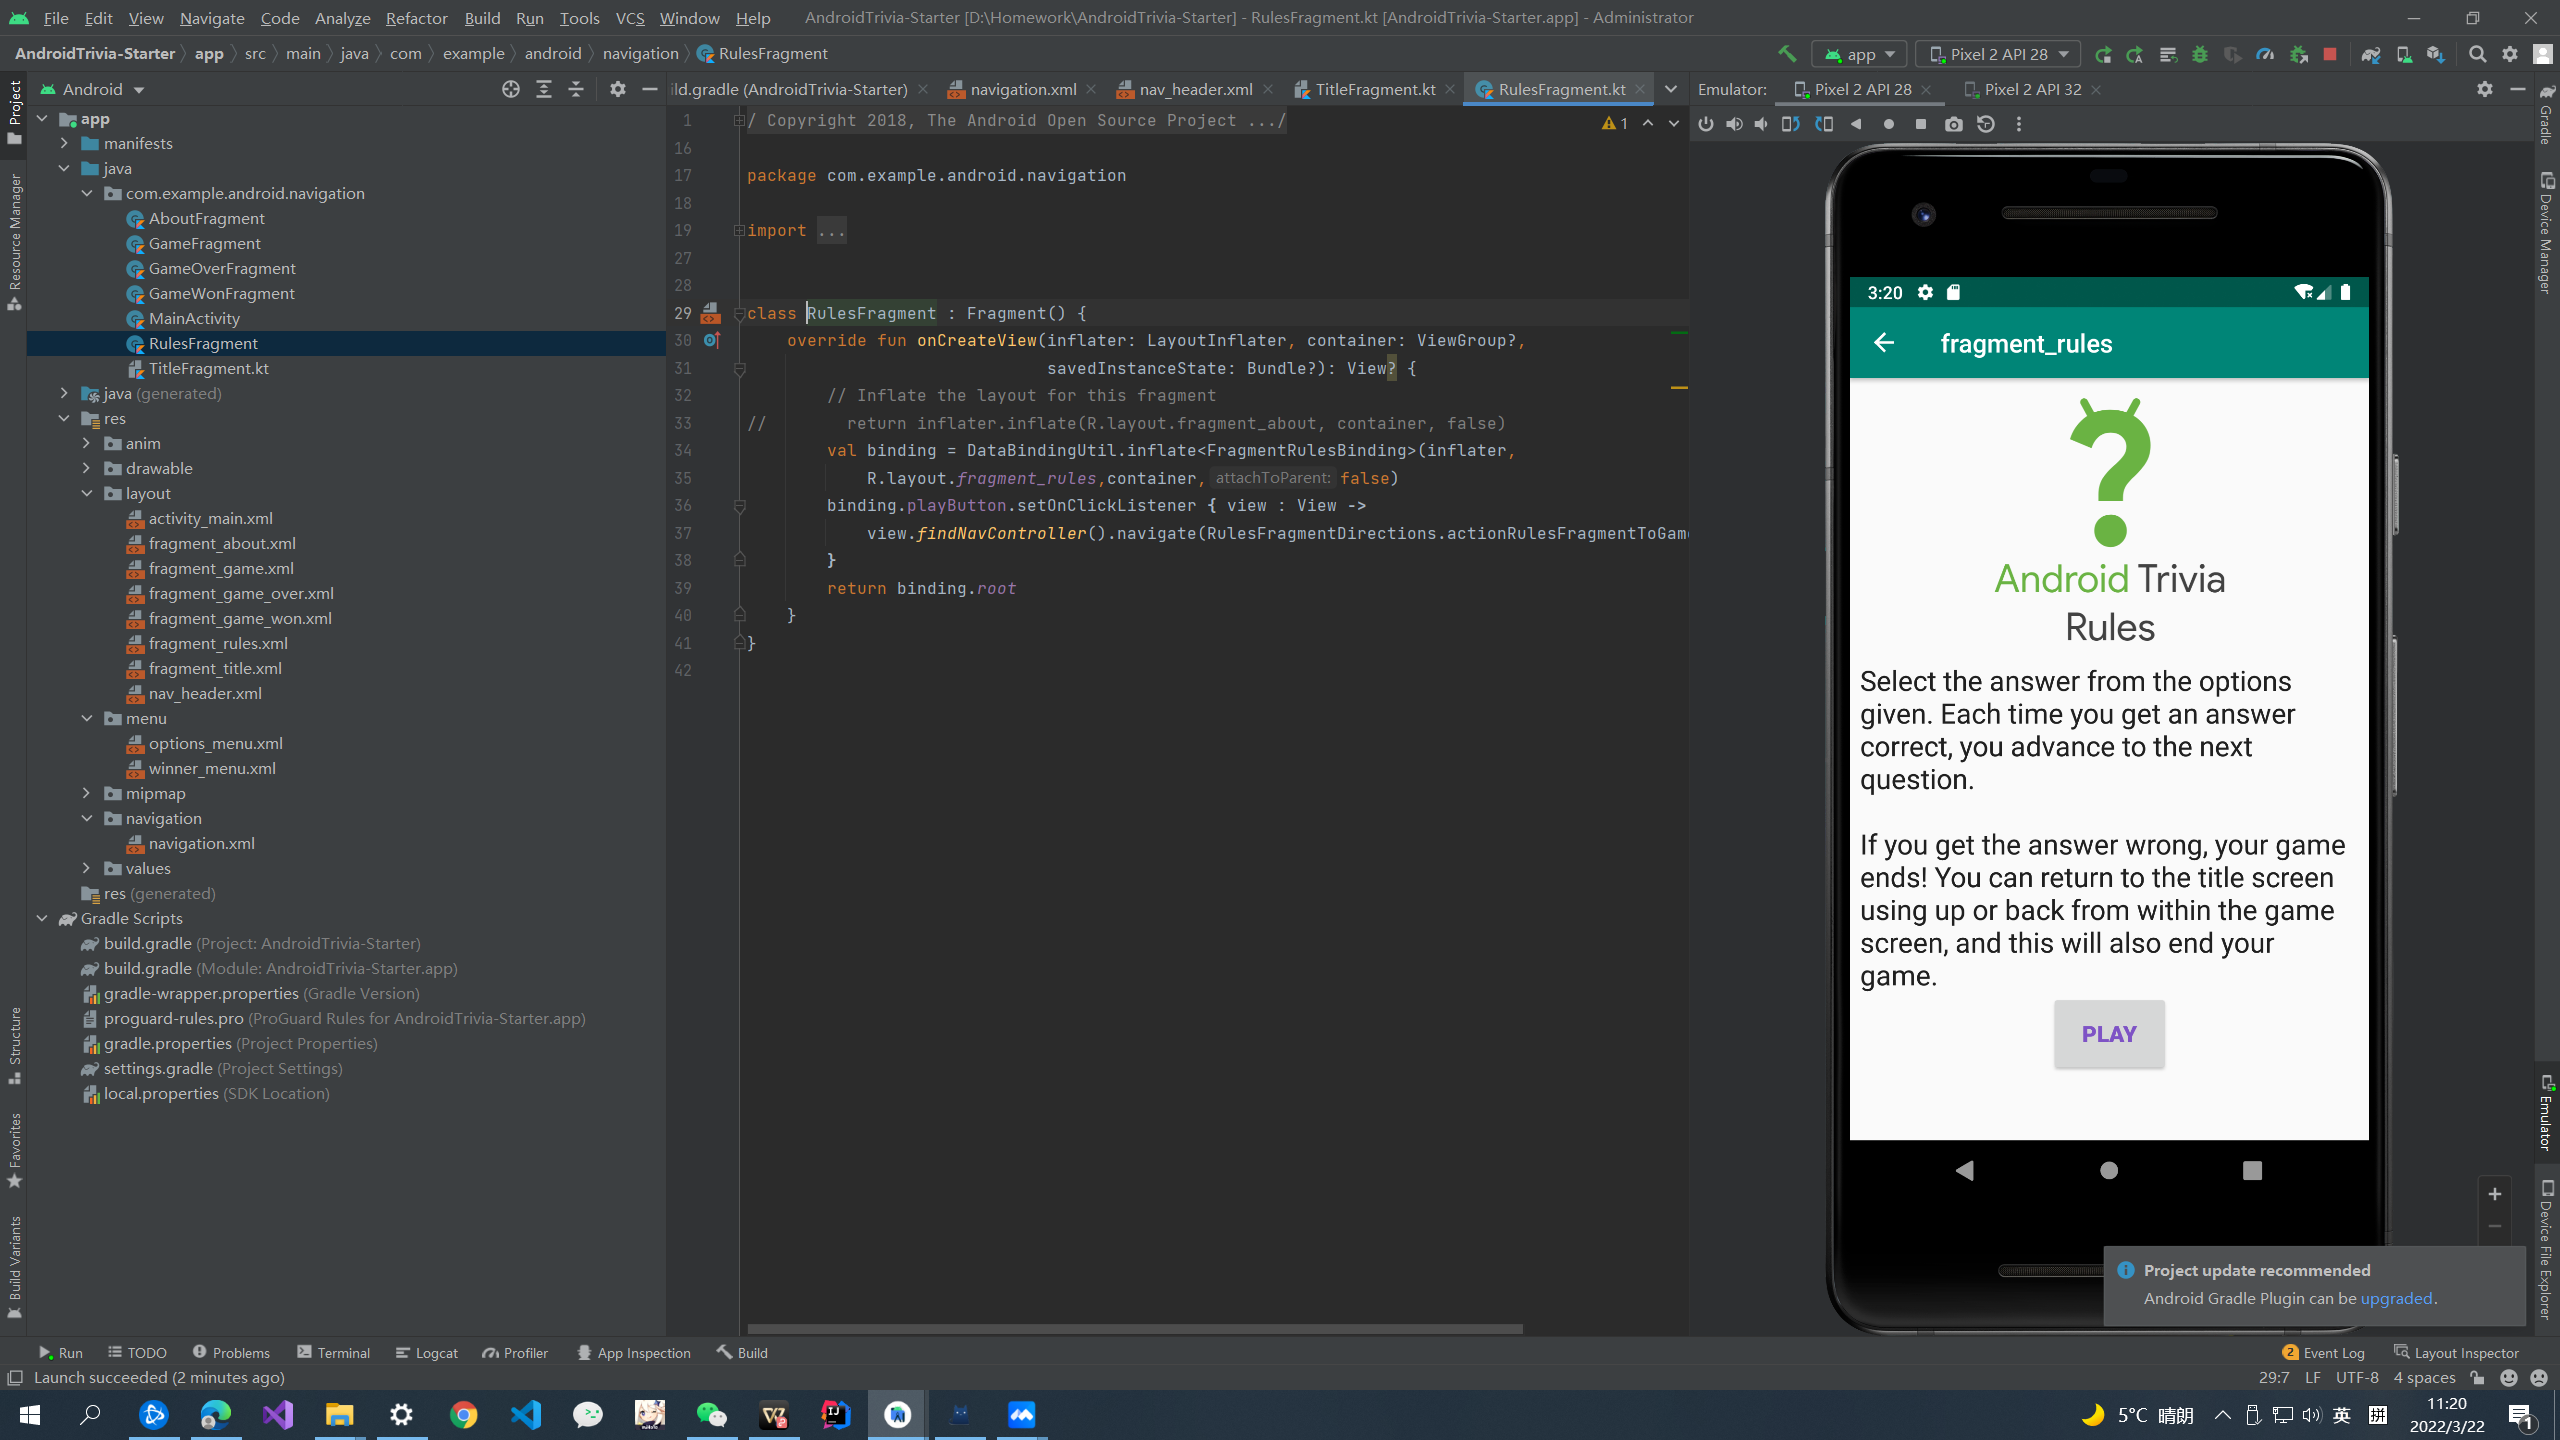 File Edit View Navigate Code Analyze Refactor Build Run Tools VCS Window Help AndroidTrivia-Starter [D:\Homework\AndroidTrivia-Starter] - RulesFragment.kt [AndroidTrivia-Starter.app] - Administrator
AndroidTrivia-Starter app src main java com example android navigation RulesFragment
app Pixel 2 API 28
Android
ild.gradle (AndroidTrivia-Starter) navigation.xml nav_header.xml TitleFragment.kt RulesFragment.kt
Emulator: Pixel 2 API 28 Pixel 2 API 32
Project
Resource Manager
Structure
Favorites
Build Variants
app
manifests
java
com.example.android.navigation
AboutFragment
GameFragment
GameOverFragment
GameWonFragment
MainActivity
RulesFragment
TitleFragment.kt
java (generated)
res
anim
drawable
layout
activity_main.xml
fragment_about.xml
fragment_game.xml
fragment_game_over.xml
fragment_game_won.xml
fragment_rules.xml
fragment_title.xml
nav_header.xml
menu
options_menu.xml
winner_menu.xml
mipmap
navigation
navigation.xml
values
res (generated)
Gradle Scripts
build.gradle (Project: AndroidTrivia-Starter)
build.gradle (Module: AndroidTrivia-Starter.app)
gradle-wrapper.properties (Gradle Version)
proguard-rules.pro (ProGuard Rules for AndroidTrivia-Starter.app)
gradle.properties (Project Properties)
settings.gradle (Project Settings)
local.properties (SDK Location)
1 / Copyright 2018, The Android Open Source Project .../
16
17 package com.example.android.navigation
18
19 import ...
27
28
29 class RulesFragment : Fragment() {
30 override fun onCreateView(inflater: LayoutInflater, container: ViewGroup?,
31 savedInstanceState: Bundle?): View? {
32 // Inflate the layout for this fragment
33 // return inflater.inflate(R.layout.fragment_about, container, false)
34 val binding = DataBindingUtil.inflate<FragmentRulesBinding>(inflater,
35 R.layout.fragment_rules,container, attachToParent: false)
36 binding.playButton.setOnClickListener { view : View ->
37 view.findNavController().navigate(RulesFragmentDirections.actionRulesFragmentToGam
38 }
39 return binding.root
40 }
41 }
42
1
3:20
fragment_rules
Android Trivia
Rules
Select the answer from the options
given. Each time you get an answer
correct, you advance to the next
question.
If you get the answer wrong, your game
ends! You can return to the title screen
using up or back from within the game
screen, and this will also end your
game.
PLAY
Project update recommended
Android Gradle Plugin can be upgraded.
Gradle
Device Manager
Emulator
Device File Explorer
Run TODO Problems Terminal Logcat Profiler App Inspection Build
2 Event Log Layout Inspector
Launch succeeded (2 minutes ago)
29:7 LF UTF-8 4 spaces
5°C 晴朗 英 拼
11:20
2022/3/22
1